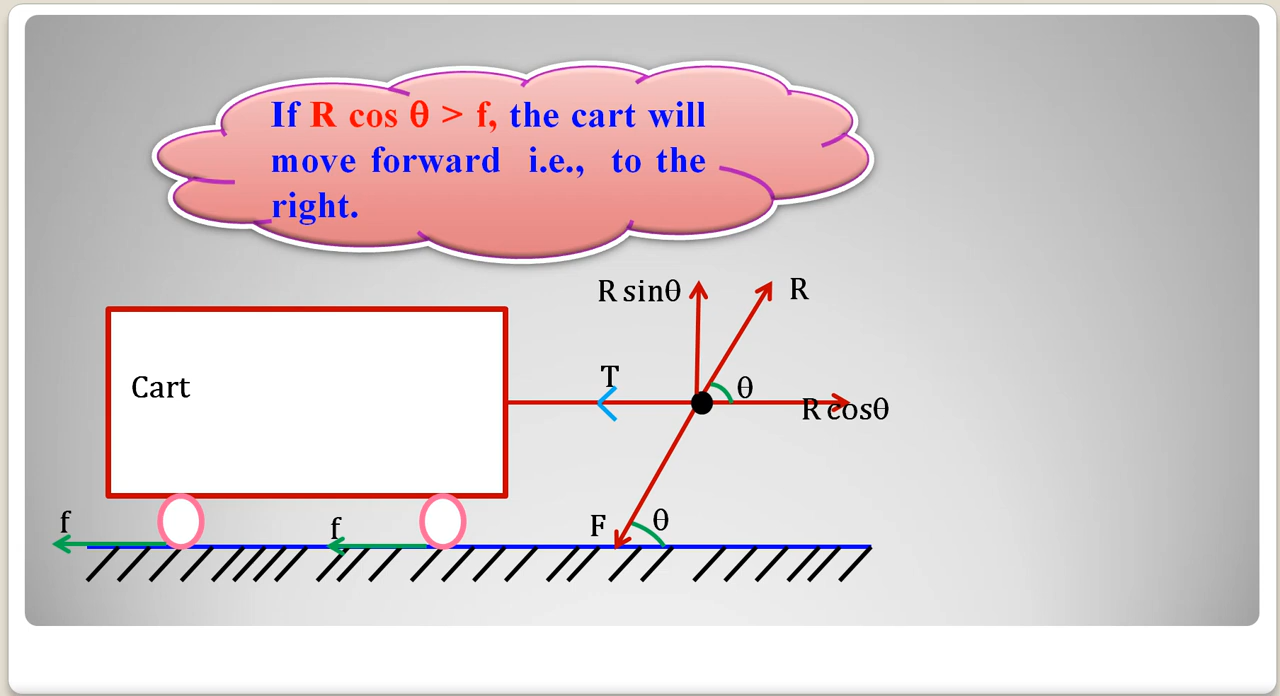 If R cos θ > f, the cart will
move forward i.e., to the
right.
R sinθ
R
T
Cart
θ
R cosθ
f
f
F
θ